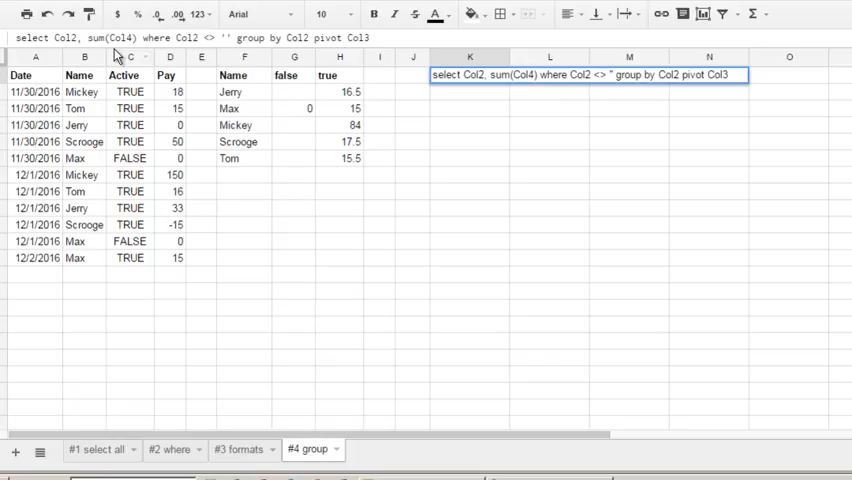 $ % .0 .00 123 Arial 10 B I S A Σ
select Col2, sum(Col4) where Col2 <> '' group by Col2 pivot Col3
A B C D E F G H I J K L M N O
Date Name Active Pay Name false true select Col2, sum(Col4) where Col2 <> '' group by Col2 pivot Col3
11/30/2016 Mickey TRUE 18 Jerry 16.5
11/30/2016 Tom TRUE 15 Max 0 15
11/30/2016 Jerry TRUE 0 Mickey 84
11/30/2016 Scrooge TRUE 50 Scrooge 17.5
11/30/2016 Max FALSE 0 Tom 15.5
12/1/2016 Mickey TRUE 150
12/1/2016 Tom TRUE 16
12/1/2016 Jerry TRUE 33
12/1/2016 Scrooge TRUE -15
12/1/2016 Max FALSE 0
12/2/2016 Max TRUE 15
+ #1 select all #2 where #3 formats #4 group